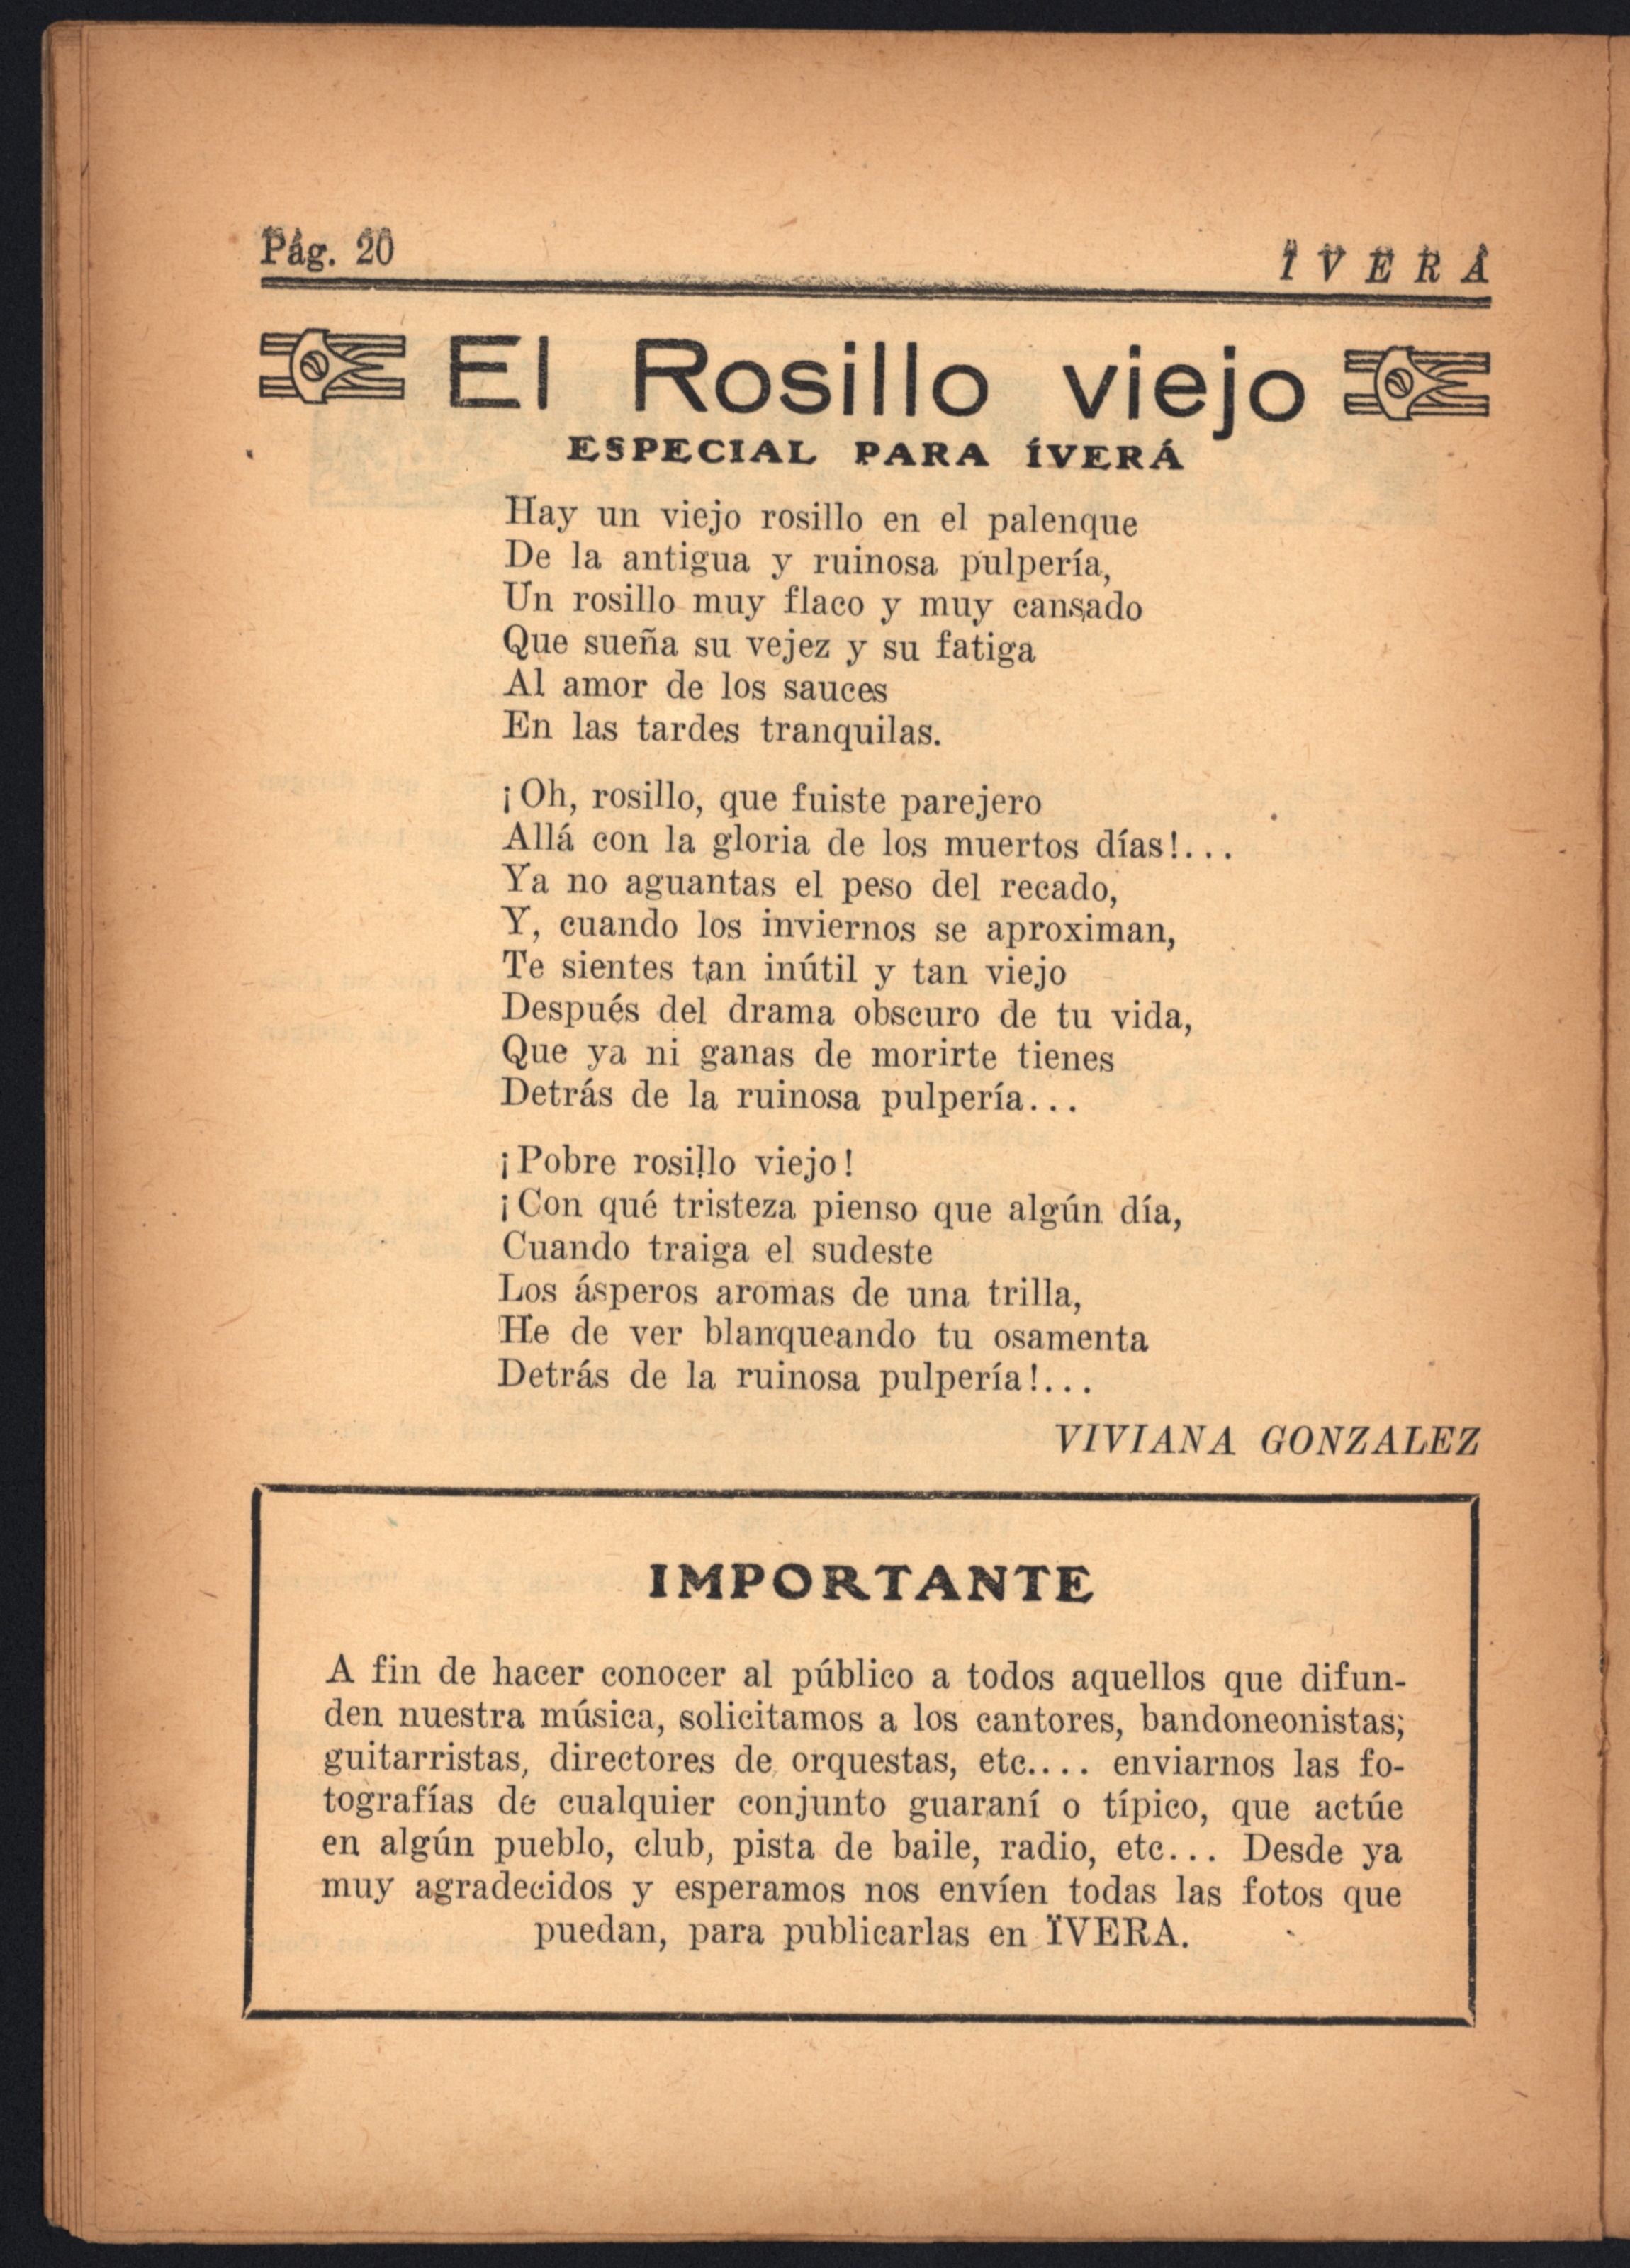 Pág. 20
ÏVERÁ
El Rosillo viejo
ESPECIAL PARA ÍVERÁ
Hay un viejo rosillo en el palenque
De la antigua y ruinosa pulpería,
Un rosillo muy flaco y muy cansado
Que sueña su vejez y su fatiga
Al amor de los sauces
En las tardes tranquilas.
¡Oh, rosillo, que fuiste parejero
Allá con la gloria de los muertos días!...
Ya no aguantas el peso del recado,
Y, cuando los inviernos se aproximan,
Te sientes tan inútil y tan viejo
Después del drama obscuro de tu vida,
Que ya ni ganas de morirte tienes
Detrás de la ruinosa pulpería...
¡Pobre rosillo viejo!
¡Con qué tristeza pienso que algún día,
Cuando traiga el sudeste
Los ásperos aromas de una trilla,
He de ver blanqueando tu osamenta
Detrás de la ruinosa pulpería!...
VIVIANA GONZALEZ
IMPORTANTE
A fin de hacer conocer al público a todos aquellos que difun-
den nuestra música, solicitamos a los cantores, bandoneonistas;
guitarristas, directores de orquestas, etc.... enviarnos las fo-
tografías de cualquier conjunto guaraní o típico, que actúe
en algún pueblo, club, pista de baile, radio, etc... Desde ya
muy agradecidos y esperamos nos envíen todas las fotos que
puedan, para publicarlas en ÏVERA.